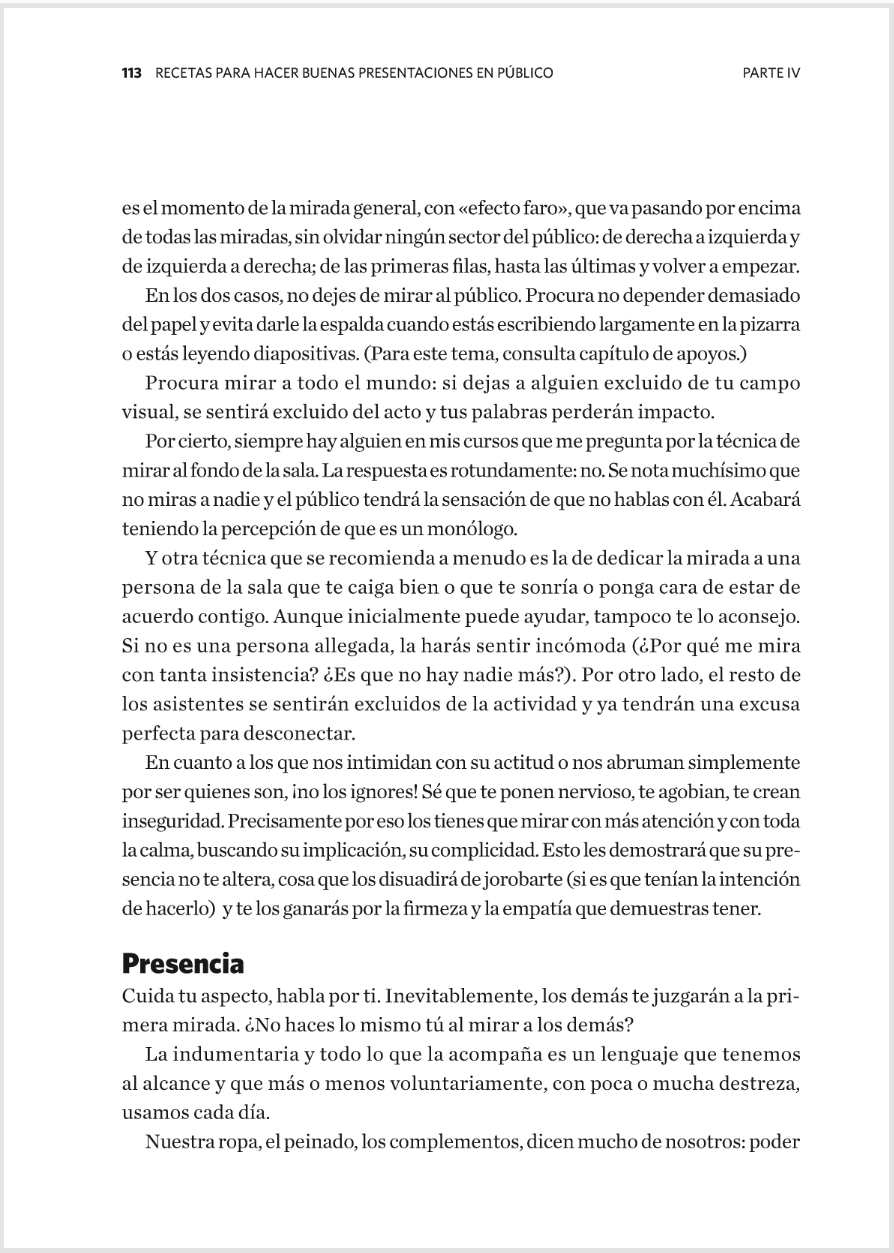 113 RECETAS PARA HACER BUENAS PRESENTACIONES EN PÚBLICO PARTE IV
es el momento de la mirada general, con «efecto faro», que va pasando por encima
de todas las miradas, sin olvidar ningún sector del público: de derecha a izquierda y
de izquierda a derecha; de las primeras filas, hasta las últimas y volver a empezar.
En los dos casos, no dejes de mirar al público. Procura no depender demasiado
del papel y evita darle la espalda cuando estás escribiendo largamente en la pizarra
o estás leyendo diapositivas. (Para este tema, consulta capítulo de apoyos.)
Procura mirar a todo el mundo: si dejas a alguien excluido de tu campo
visual, se sentirá excluido del acto y tus palabras perderán impacto.
Por cierto, siempre hay alguien en mis cursos que me pregunta por la técnica de
mirar al fondo de la sala. La respuesta es rotundamente: no. Se nota muchísimo que
no miras a nadie y el público tendrá la sensación de que no hablas con él. Acabará
teniendo la percepción de que es un monólogo.
Y otra técnica que se recomienda a menudo es la de dedicar la mirada a una
persona de la sala que te caiga bien o que te sonría o ponga cara de estar de
acuerdo contigo. Aunque inicialmente puede ayudar, tampoco te lo aconsejo.
Si no es una persona allegada, la harás sentir incómoda (¿Por qué me mira
con tanta insistencia? ¿Es que no hay nadie más?). Por otro lado, el resto de
los asistentes se sentirán excluidos de la actividad y ya tendrán una excusa
perfecta para desconectar.
En cuanto a los que nos intimidan con su actitud o nos abruman simplemente
por ser quienes son, ¡no los ignores! Sé que te ponen nervioso, te agobian, te crean
inseguridad. Precisamente por eso los tienes que mirar con más atención y con toda
la calma, buscando su implicación, su complicidad. Esto les demostrará que su pre-
sencia no te altera, cosa que los disuadirá de jorobarte (si es que tenían la intención
de hacerlo) y te los ganarás por la firmeza y la empatía que demuestras tener.
Presencia
Cuida tu aspecto, habla por ti. Inevitablemente, los demás te juzgarán a la pri-
mera mirada. ¿No haces lo mismo tú al mirar a los demás?
La indumentaria y todo lo que la acompaña es un lenguaje que tenemos
al alcance y que más o menos voluntariamente, con poca o mucha destreza,
usamos cada día.
Nuestra ropa, el peinado, los complementos, dicen mucho de nosotros: poder